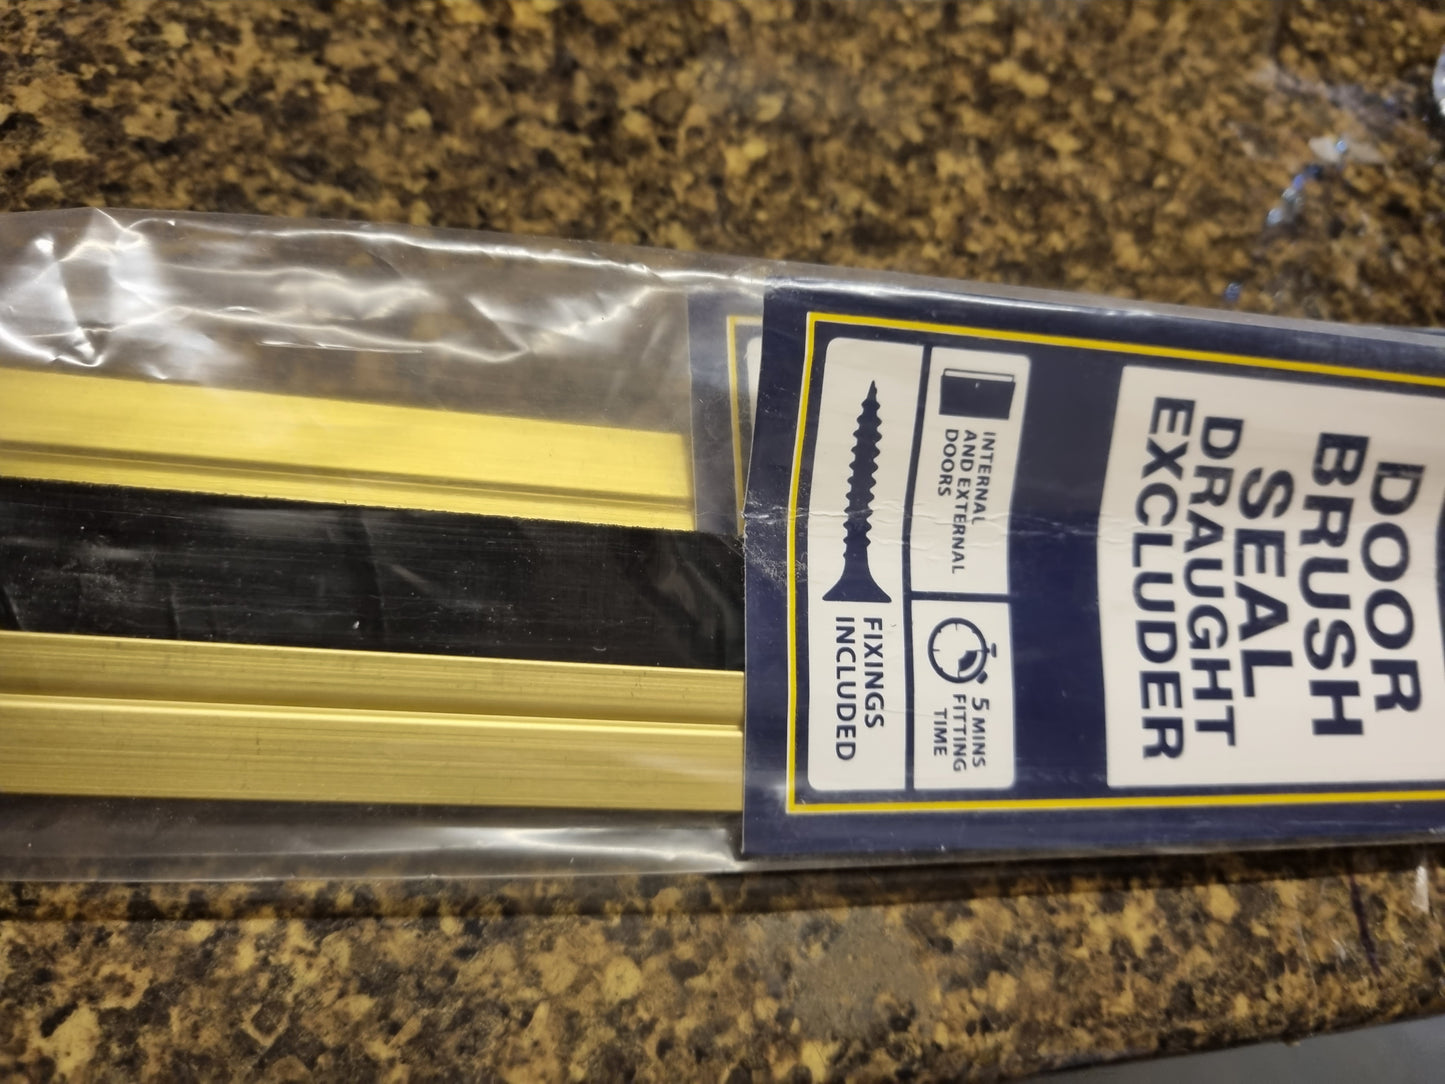 DOOR
BRUSH
SEAL
DRAUGHT
EXCLUDER
INTERNAL
AND EXTERNAL
DOORS
5 MINS
FITTING
TIME
FIXINGS
INCLUDED